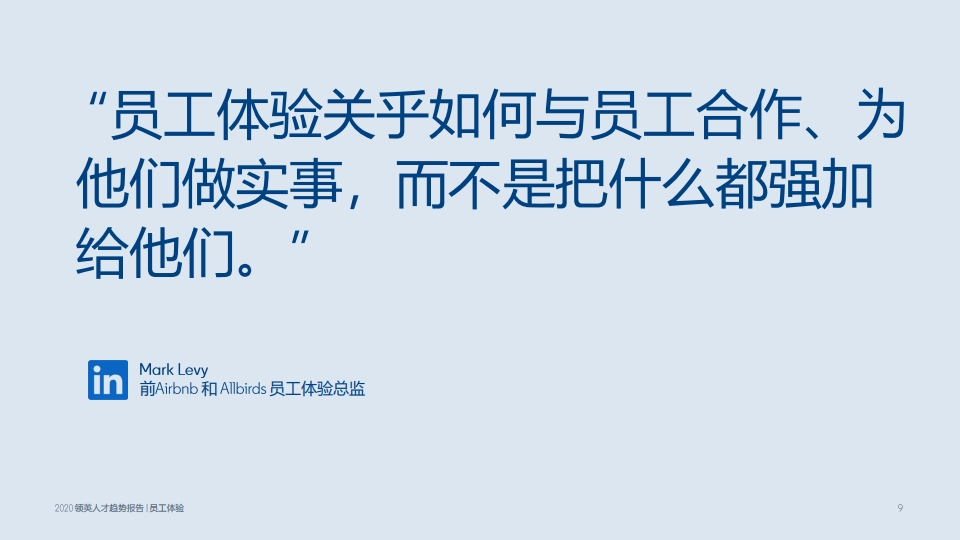 “员工体验关乎如何与员工合作、为
他们做实事，而不是把什么都强加
给他们。”
in
Mark Levy
前Airbnb 和 Allbirds 员工体验总监
2020 领英人才趋势报告 | 员工体验
9